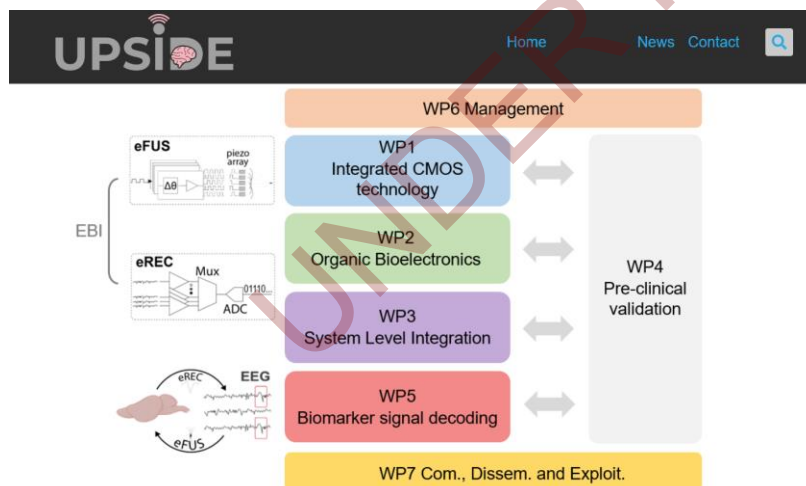 UPSIDE
Home News Contact
WP6 Management
eFUS
piezo
array
Δθ
WP1
Integrated CMOS
technology
EBI
WP2
Organic Bioelectronics
eREC
Mux
01110
ADC
WP3
System Level Integration
WP4
Pre-clinical
validation
eREC
EEG
eFUS
WP5
Biomarker signal decoding
WP7 Com., Dissem. and Exploit.
UNDER